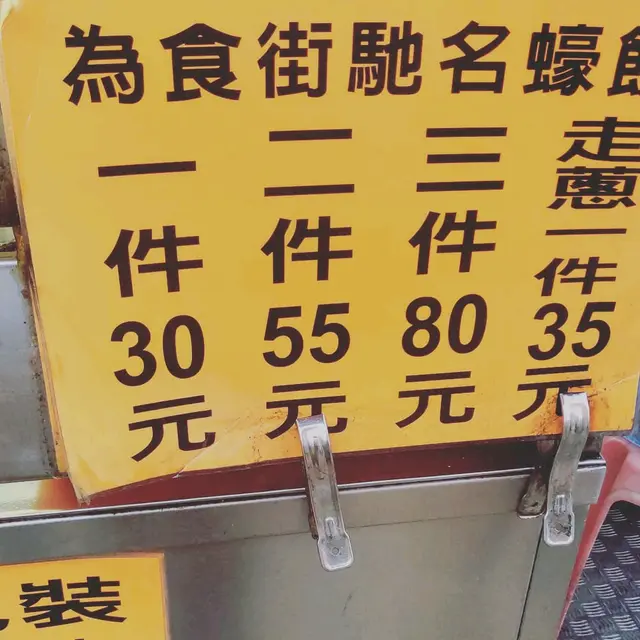 為食街馳名蠔
一件30元
二件55元
三件80元
走蔥一件35元
裝